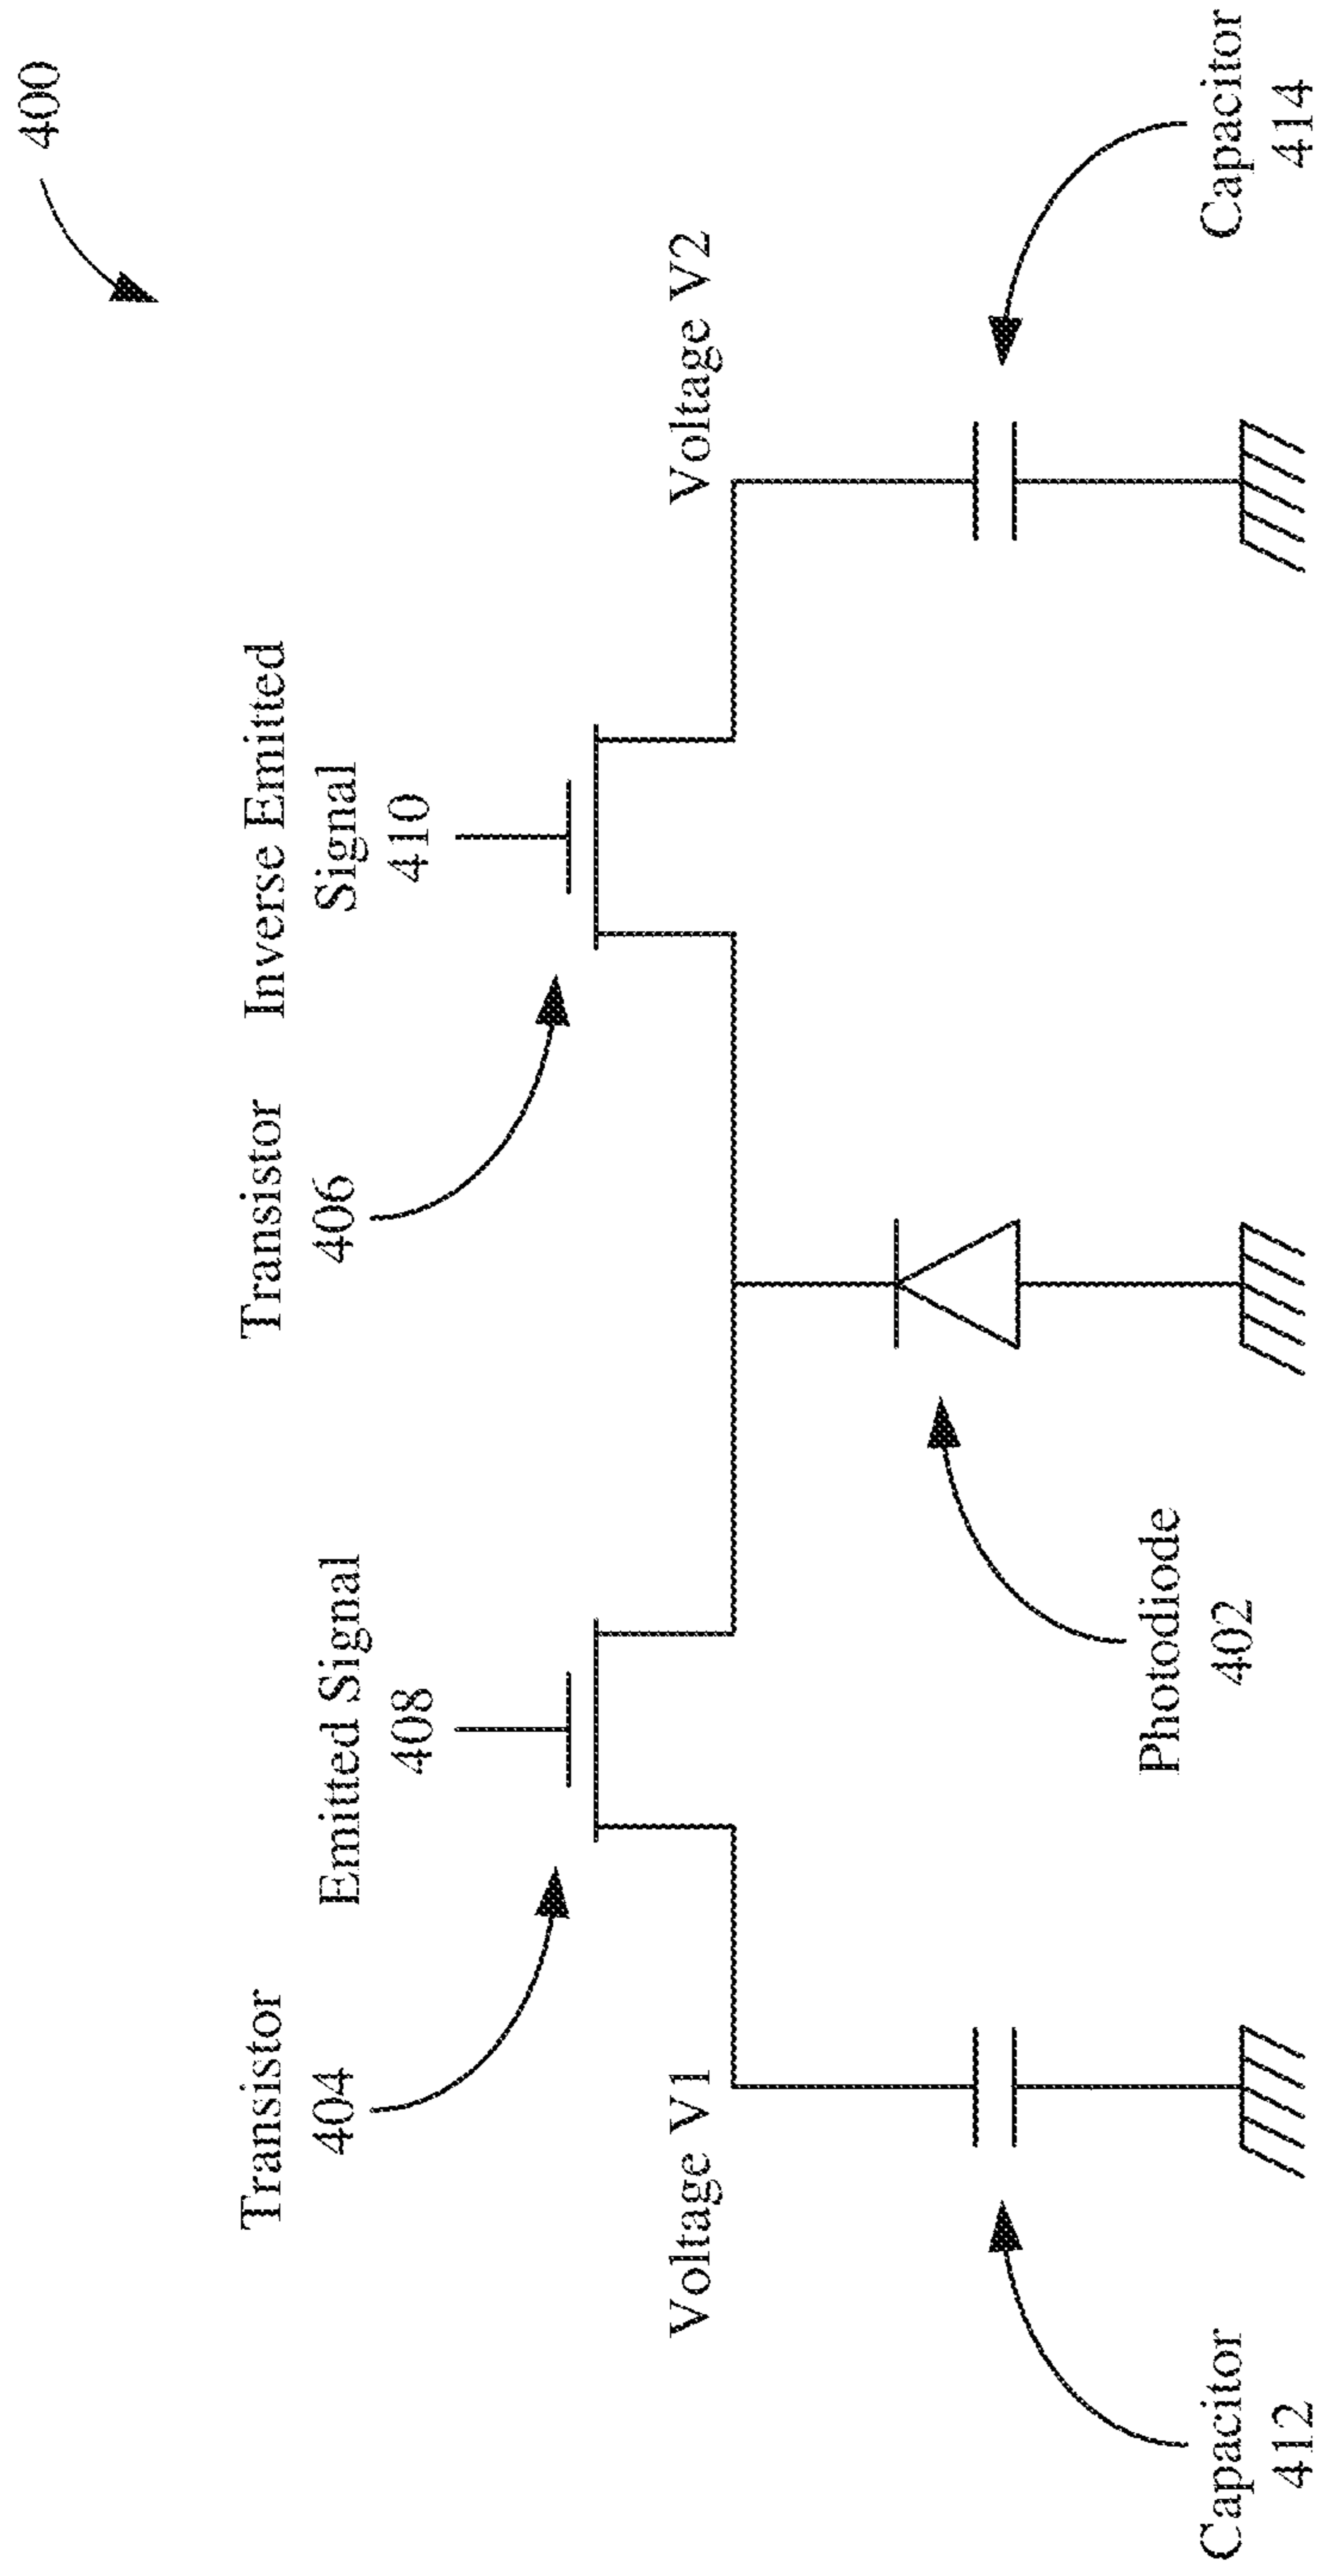 400
Transistor
404
Emitted Signal
408
Transistor
406
Inverse Emitted
Signal
410
Voltage V1
Voltage V2
Capacitor
412
Photodiode
402
Capacitor
414